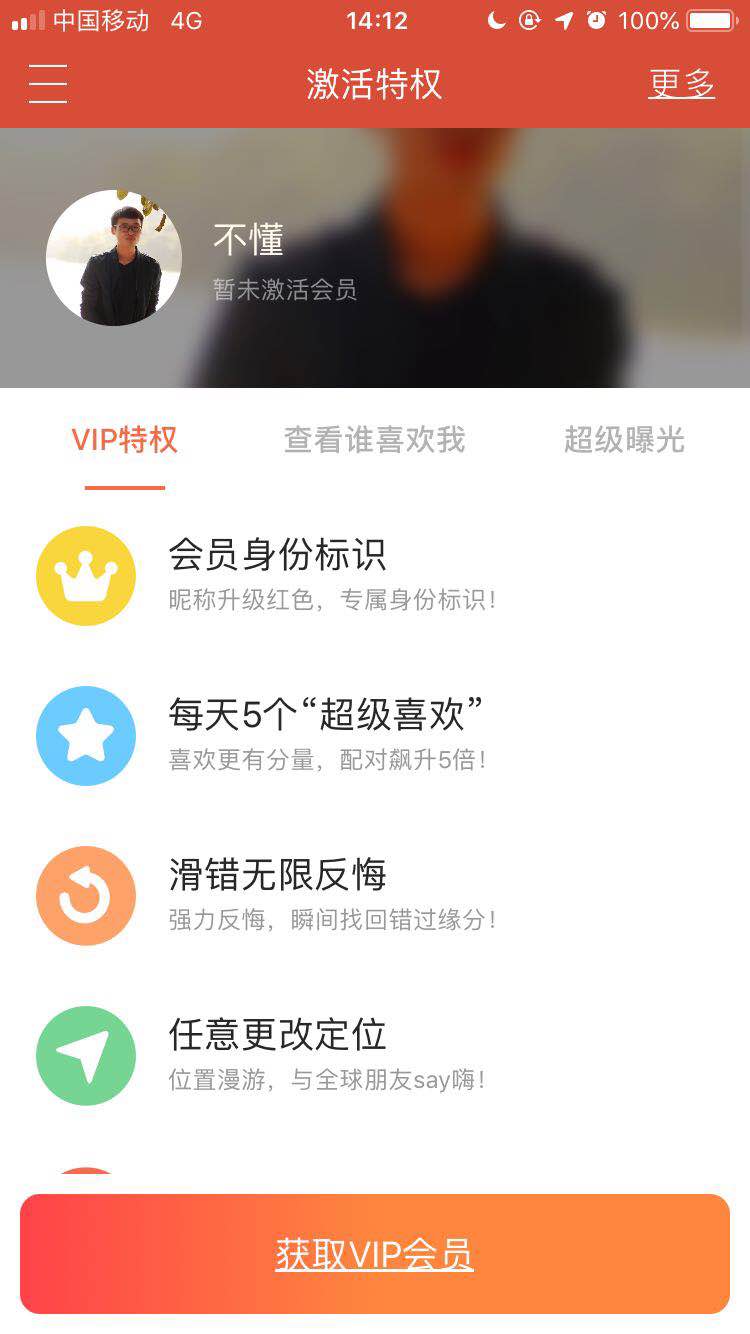 中国移动 4G 14:12 100%
激活特权 更多
不懂
暂未激活会员
VIP特权 查看谁喜欢我 超级曝光
会员身份标识
昵称升级红色，专属身份标识！
每天5个“超级喜欢”
喜欢更有分量，配对飙升5倍！
滑错无限反悔
强力反悔，瞬间找回错过缘分！
任意更改定位
位置漫游，与全球朋友say嗨！
获取VIP会员